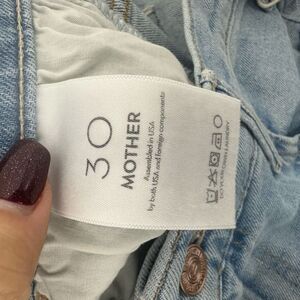 30
MOTHER
Assembled in USA
by both USA and foreign components